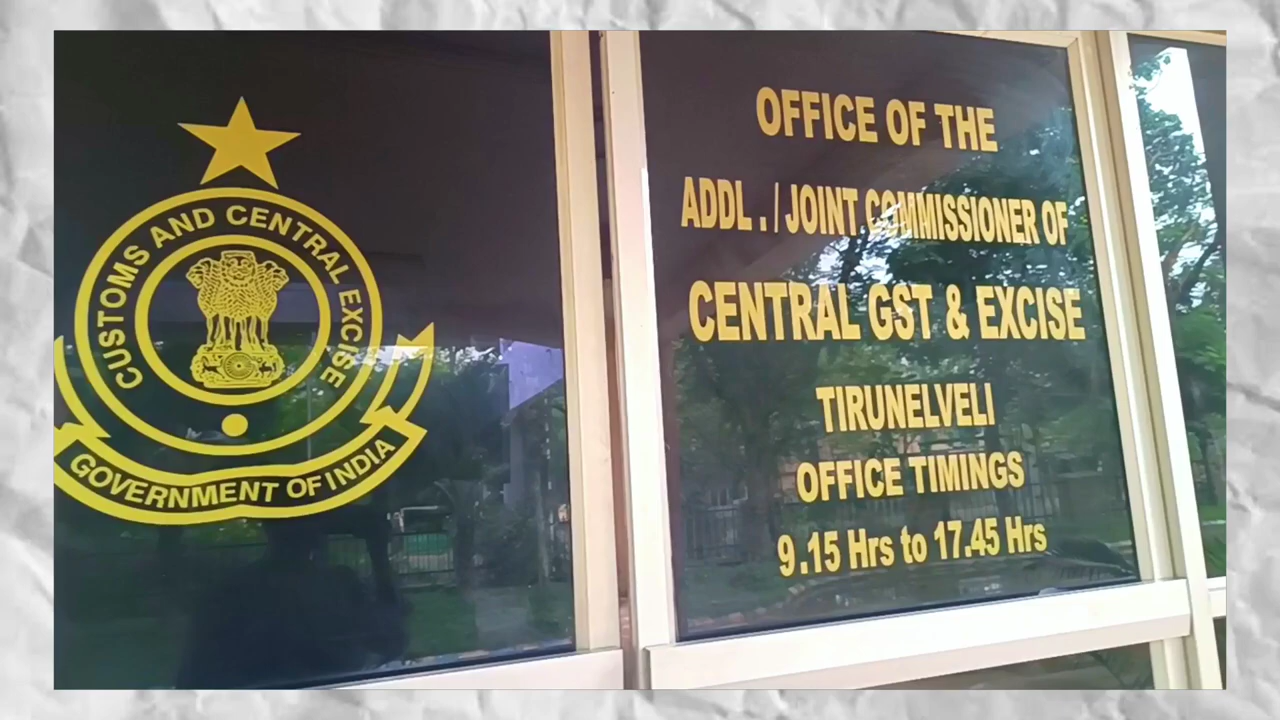 CUSTOMS AND CENTRAL EXCISE
GOVERNMENT OF INDIA
OFFICE OF THE
ADDL . / JOINT COMMISSIONER OF
CENTRAL GST & EXCISE
TIRUNELVELI
OFFICE TIMINGS
9.15 Hrs to 17.45 Hrs